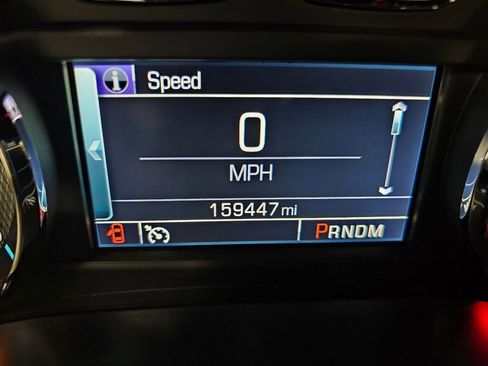 Speed
0
MPH
159447 mi
PRNDM